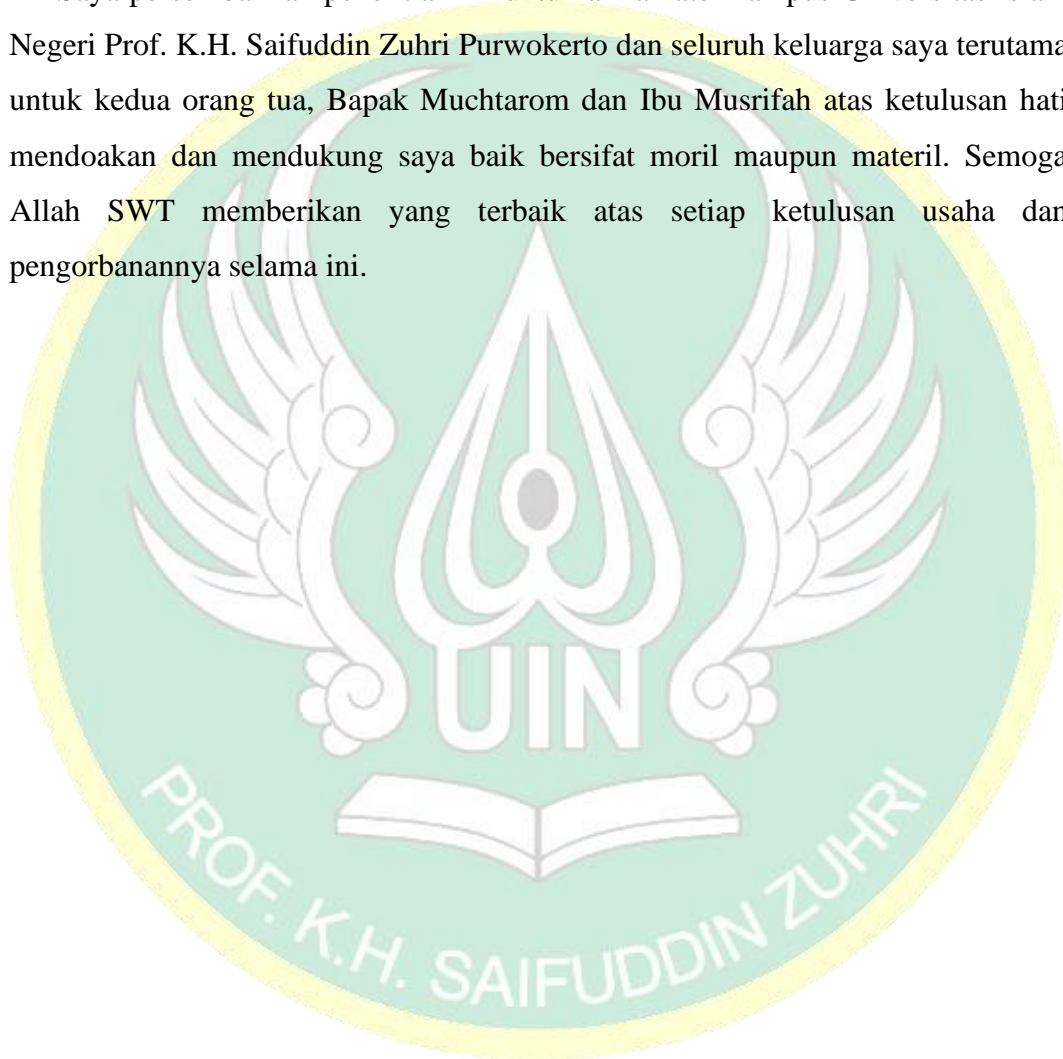 Negeri Prof. K.H. Saifuddin Zuhri Purwokerto dan seluruh keluarga saya terutama
untuk kedua orang tua, Bapak Muchtarom dan Ibu Musrifah atas ketulusan hati
mendoakan dan mendukung saya baik bersifat moril maupun materil. Semoga
Allah SWT memberikan yang terbaik atas setiap ketulusan usaha dan
pengorbanannya selama ini.
UIN
PROF. K.H. SAIFUDDIN ZUHRI